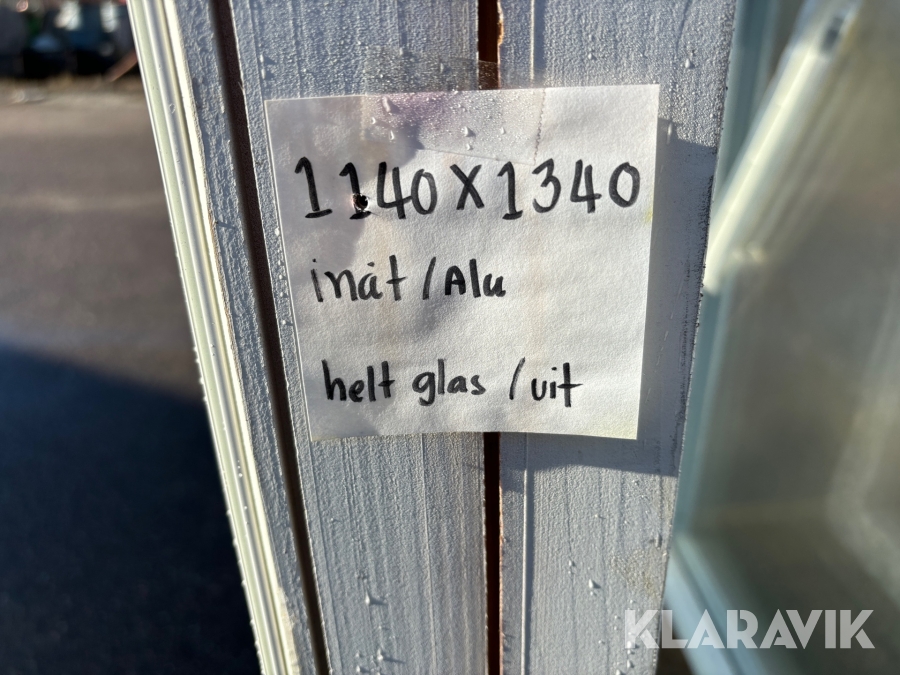 1140x1340
inåt/Alu
helt glas/vit
KLARAVIK